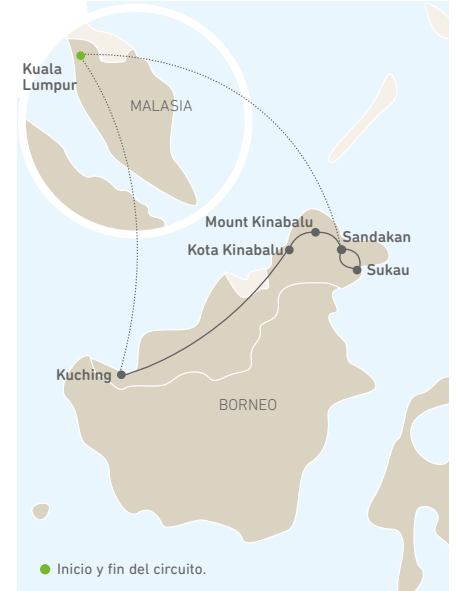 Kuala
Lumpur
MALASIA
Mount Kinabalu
Sandakan
Kota Kinabalu
Sukau
Kuching
BORNEO
Inicio y fin del circuito.